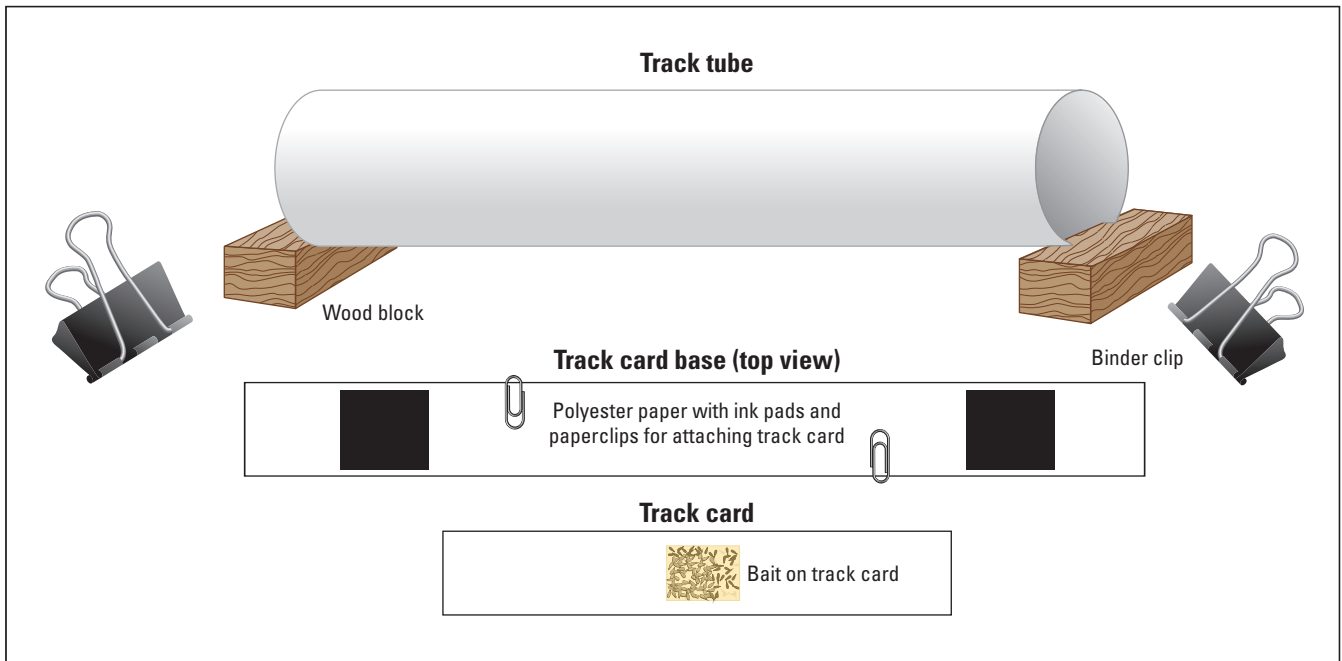 Track tube
Wood block
Binder clip
Track card base (top view)
Polyester paper with ink pads and
paperclips for attaching track card
Track card
Bait on track card